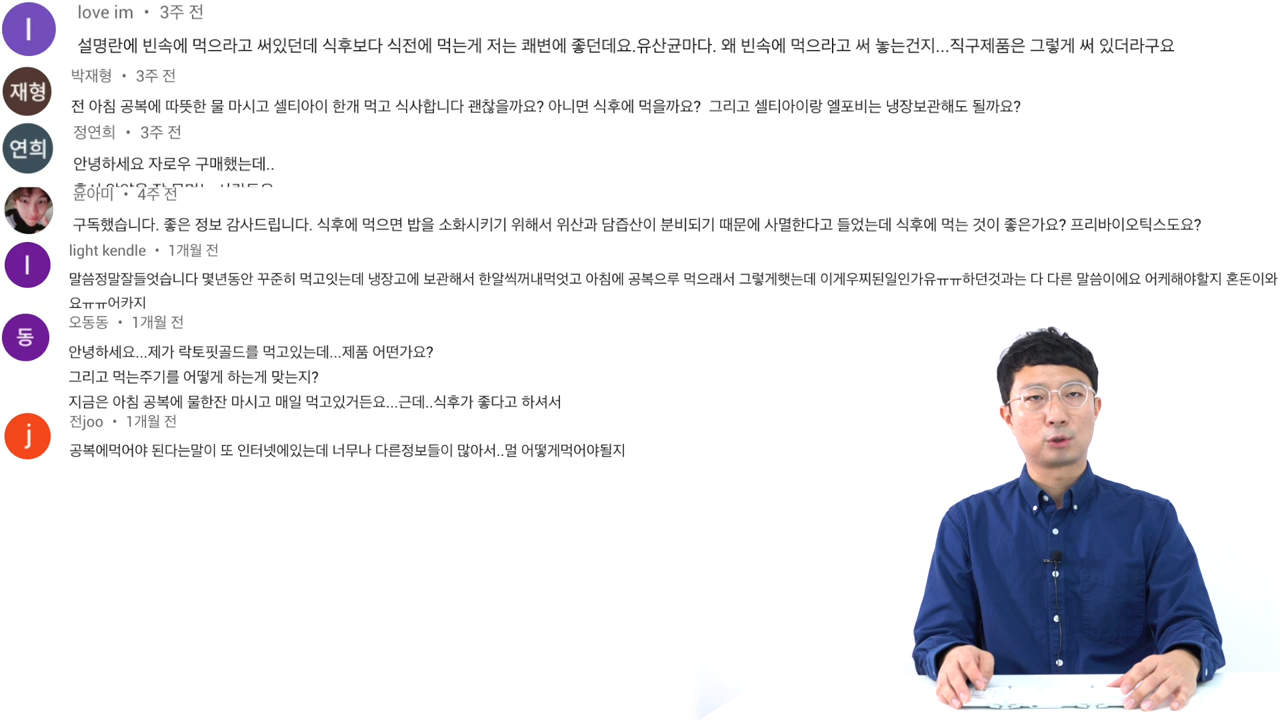 l
love im • 3주 전
설명란에 빈속에 먹으라고 써있던데 식후보다 식전에 먹는게 저는 쾌변에 좋던데요.유산균마다. 왜 빈속에 먹으라고 써 놓는건지...직구제품은 그렇게 써 있더라구요
재형
박재형 • 3주 전
전 아침 공복에 따뜻한 물 마시고 셀티아이 한개 먹고 식사합니다 괜찮을까요? 아니면 식후에 먹을까요? 그리고 셀티아이랑 엘포비는 냉장보관해도 될까요?
연희
정연희 • 3주 전
안녕하세요 자로우 구매했는데..
윤아미 • 4주 전
구독했습니다. 좋은 정보 감사드립니다. 식후에 먹으면 밥을 소화시키기 위해서 위산과 담즙산이 분비되기 때문에 사멸한다고 들었는데 식후에 먹는 것이 좋은가요? 프리바이오틱스도요?
l
light kendle • 1개월 전
말씀정말잘들엇습니다 몇년동안 꾸준히 먹고잇는데 냉장고에 보관해서 한알씩꺼내먹엇고 아침에 공복으루 먹으래서 그렇게햇는데 이게우찌된일인가유ㅠㅠ하던것과는 다 다른 말씀이에요 어케해야할지 혼돈이와
요ㅠㅠ어카지
동
오동동 • 1개월 전
안녕하세요...제가 락토핏골드를 먹고있는데...제품 어떤가요?
그리고 먹는주기를 어떻게 하는게 맞는지?
지금은 아침 공복에 물한잔 마시고 매일 먹고있거든요...근데..식후가 좋다고 하셔서
j
전joo • 1개월 전
공복에먹어야 된다는말이 또 인터넷에있는데 너무나 다른정보들이 많아서..멀 어떻게먹어야될지